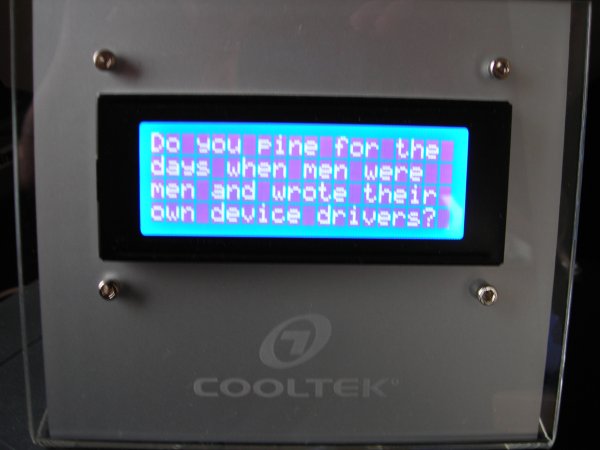 Do you pine for the
days when men were
men and wrote their
own device drivers?
COOLTEK